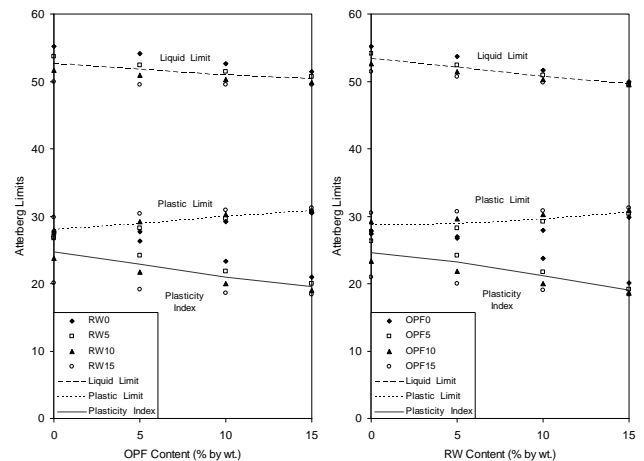 60
50
40
30
20
10
0
Atterberg Limits
Liquid Limit
Plastic Limit
Plasticity
Index
RW0
RW5
RW10
RW15
Liquid Limit
Plastic Limit
Plasticity Index
0 5 10 15
OPF Content (% by wt.)
60
50
40
30
20
10
0
Atterberg Limits
Liquid Limit
Plastic Limit
Plasticity
Index
OPF0
OPF5
OPF10
OPF15
Liquid Limit
Plastic Limit
Plasticity Index
0 5 10 15
RW Content (% by wt.)